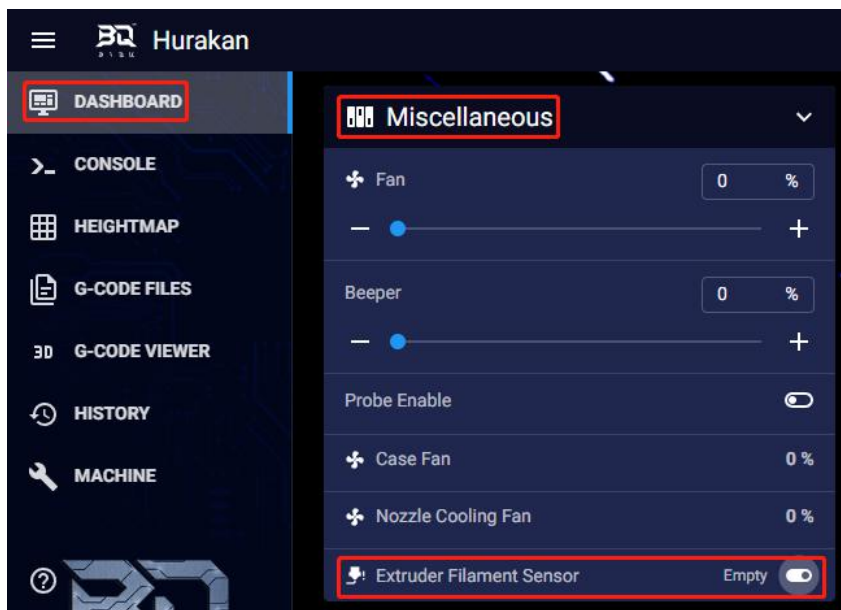 BQ Hurakan
DASHBOARD
CONSOLE
HEIGHTMAP
G-CODE FILES
3D G-CODE VIEWER
HISTORY
MACHINE
Miscellaneous
Fan 0 %
Beeper 0 %
Probe Enable
Case Fan 0 %
Nozzle Cooling Fan 0 %
Extruder Filament Sensor Empty